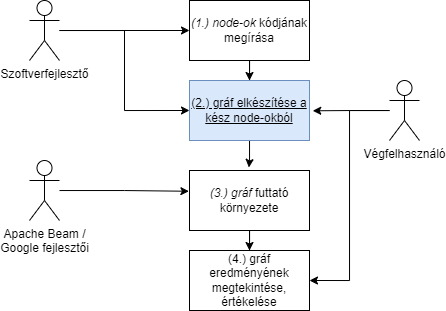 (1.) node-ok kódjának
megírása
Szoftverfejlesztő
(2.) gráf elkészítése a
kész node-okból
Végfelhasználó
(3.) gráf futtató
környezete
Apache Beam /
Google fejlesztői
(4.) gráf
eredményének
megtekintése,
értékelése